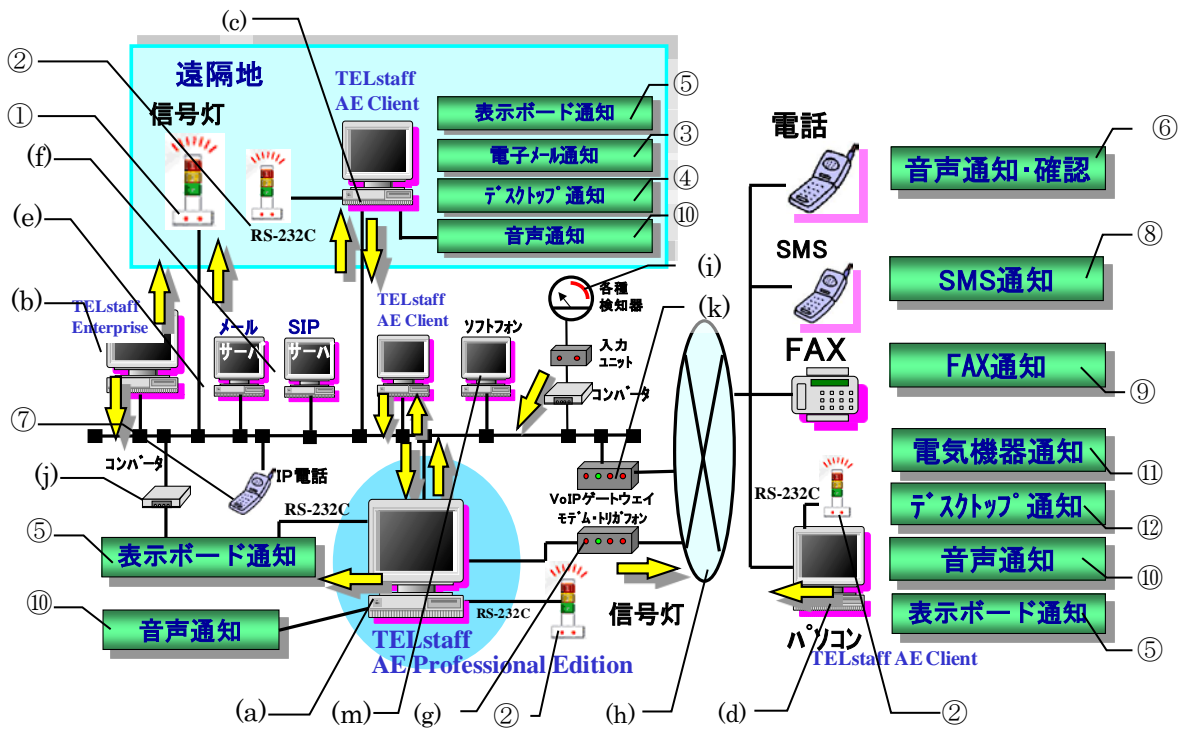 (c)
②
遠隔地
TELstaff
AE Client
⑤
表示ボード通知
電話
⑥
①
信号灯
電子メール通知
③
音声通知・確認
(f)
デスクトップ通知
④
(e)
RS-232C
音声通知
⑩
SMS
⑧
SMS通知
(b)
TELstaff
Enterprise
メール
サーバ
SIP
サーバ
TELstaff
AE Client
ソフトフォン
各種
検知器
(i)
(k)
入力
ユニット
コンバータ
FAX
FAX通知
⑨
⑦
コンバータ
IP電話
(j)
RS-232C
VoIPゲートウェイ
モデム・トリガフォン
電気機器通知
⑪
RS-232C
デスクトップ通知
⑫
⑤
表示ボード通知
音声通知
⑩
⑩
音声通知
RS-232C
信号灯
表示ボード通知
⑤
TELstaff
AE Professional Edition
パソコン
TELstaff AE Client
(a)
(m)
(g)
②
(h)
(d)
②